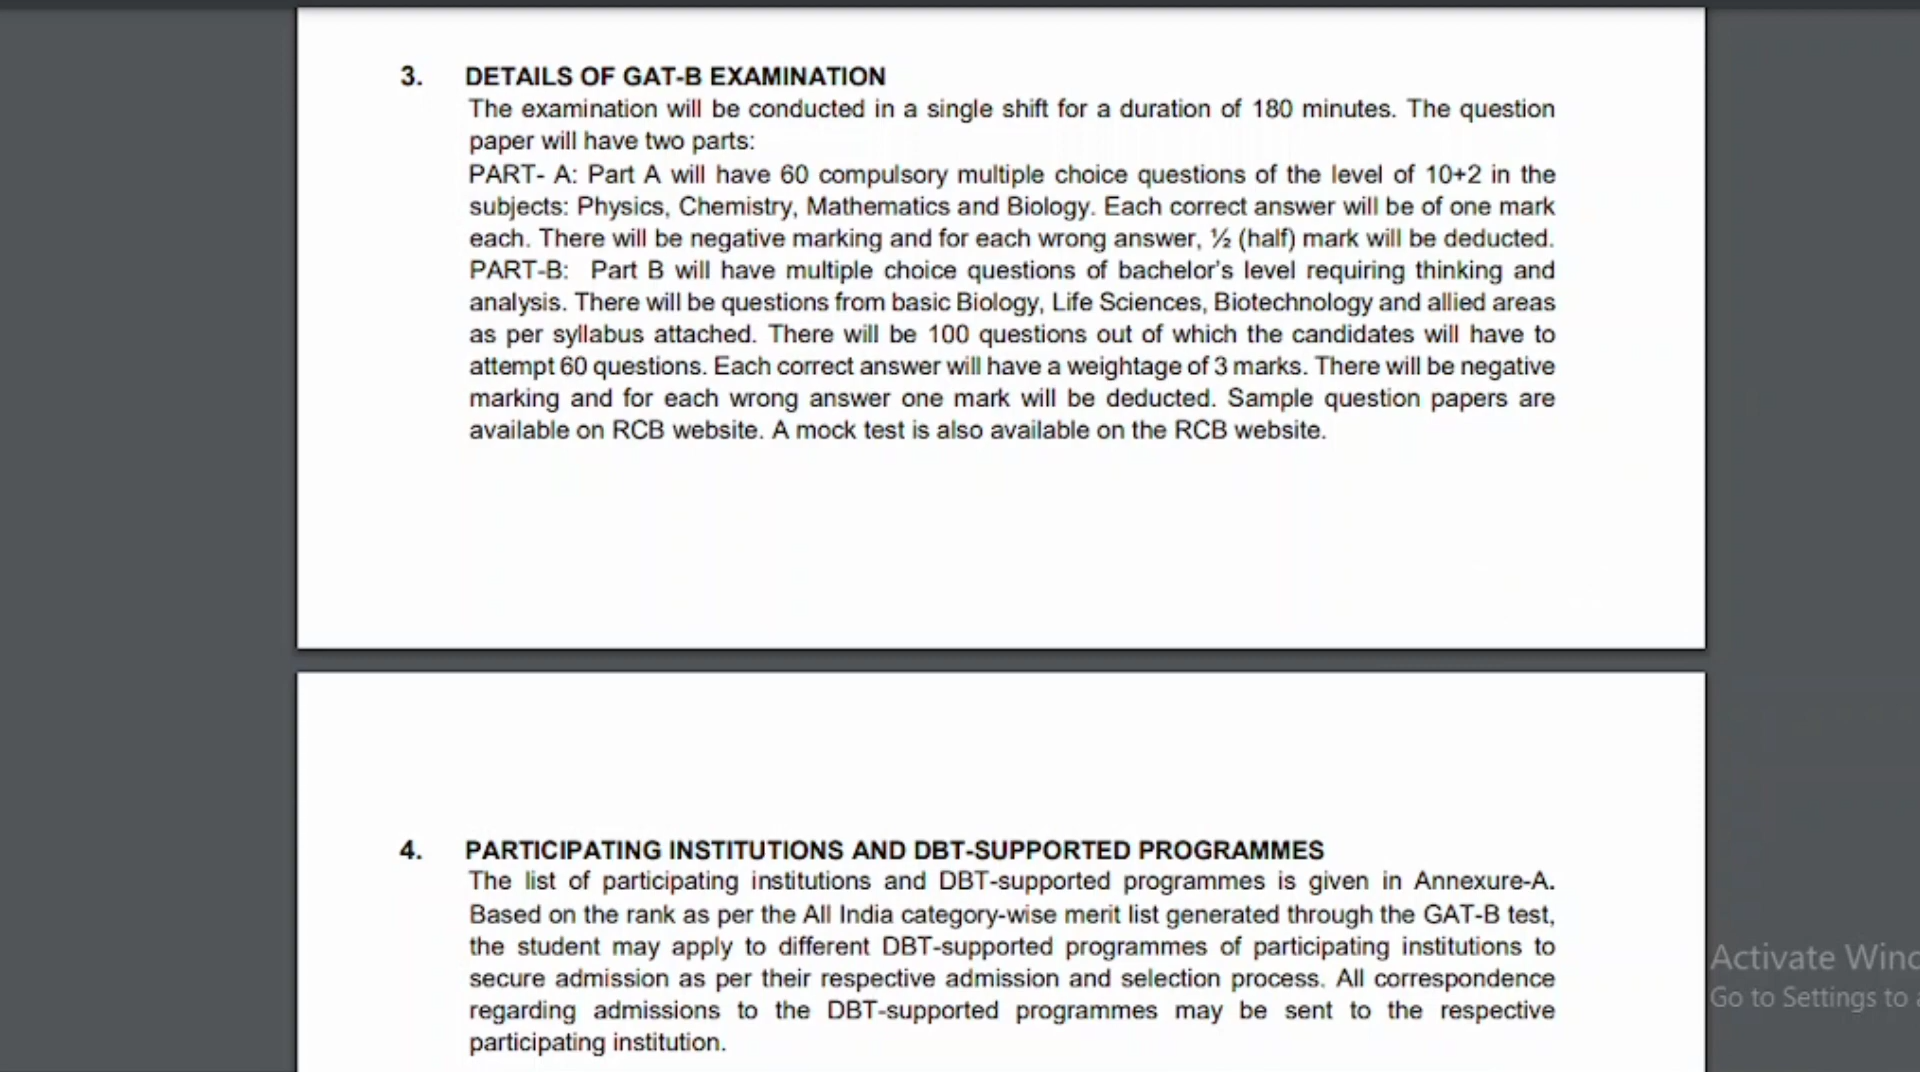 3. DETAILS OF GAT-B EXAMINATION
The examination will be conducted in a single shift for a duration of 180 minutes. The question
paper will have two parts:
PART- A: Part A will have 60 compulsory multiple choice questions of the level of 10+2 in the
subjects: Physics, Chemistry, Mathematics and Biology. Each correct answer will be of one mark
each. There will be negative marking and for each wrong answer, ½ (half) mark will be deducted.
PART-B: Part B will have multiple choice questions of bachelor's level requiring thinking and
analysis. There will be questions from basic Biology, Life Sciences, Biotechnology and allied areas
as per syllabus attached. There will be 100 questions out of which the candidates will have to
attempt 60 questions. Each correct answer will have a weightage of 3 marks. There will be negative
marking and for each wrong answer one mark will be deducted. Sample question papers are
available on RCB website. A mock test is also available on the RCB website.
4. PARTICIPATING INSTITUTIONS AND DBT-SUPPORTED PROGRAMMES
The list of participating institutions and DBT-supported programmes is given in Annexure-A.
Based on the rank as per the All India category-wise merit list generated through the GAT-B test,
the student may apply to different DBT-supported programmes of participating institutions to
secure admission as per their respective admission and selection process. All correspondence
regarding admissions to the DBT-supported programmes may be sent to the respective
participating institution.
Activate Wind
Go to Settings to a